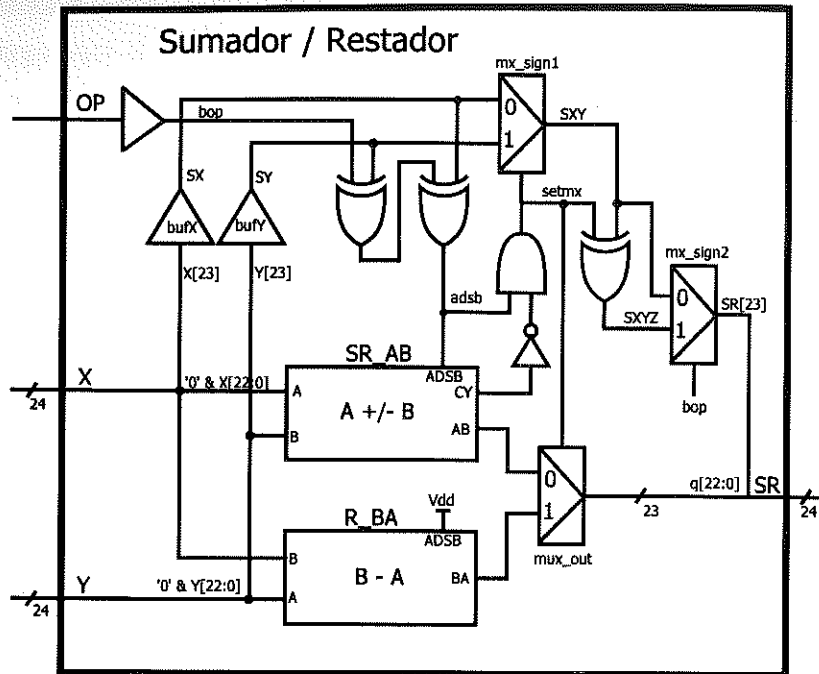 Sumador / Restador
mx_sign1
OP
bop
0
SXY
1
SX
SY
setmx
bufX
bufY
mx_sign2
X[23]
Y[23]
adsb
0
SR[23]
SXYZ
1
SR_AB
ADSB
X
'0' & X[22:0]
A
CY
bop
24
A +/- B
B
AB
Vdd
0
q[22:0]
SR
R_BA
ADSB
1
23
24
B
B - A
BA
mux_out
Y
'0' & Y[22:0]
A
24